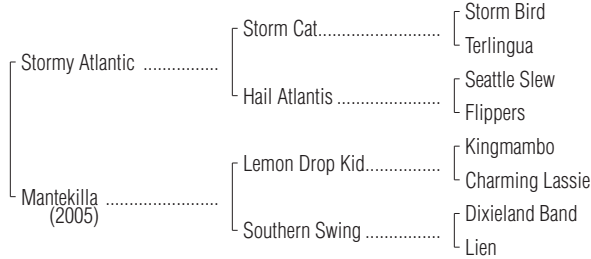 Storm Bird
Storm Cat..............................
Terlingua
Stormy Atlantic ..................
Seattle Slew
Hail Atlantis .........................
Flippers
Kingmambo
Lemon Drop Kid..................
Charming Lassie
Mantekilla ..........................
(2005)
Dixieland Band
Southern Swing ..................
Lien